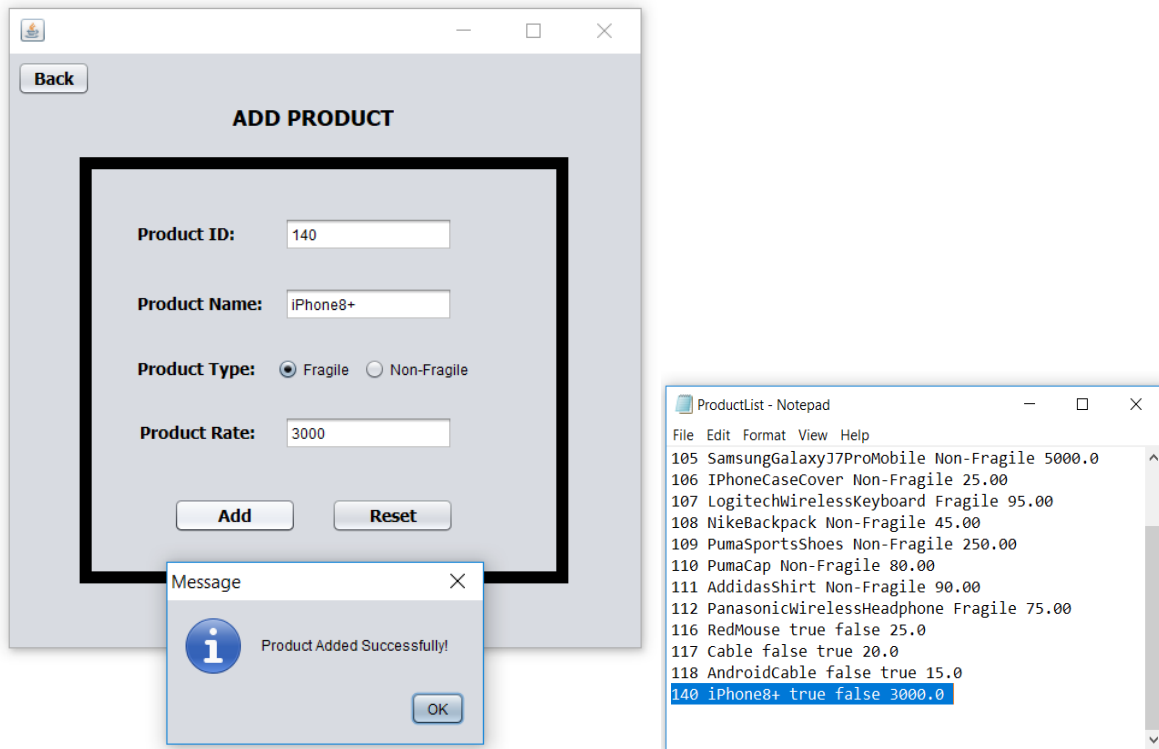 Back
ADD PRODUCT
Product ID: 140
Product Name: iPhone8+
Product Type: Fragile Non-Fragile
Product Rate: 3000
Add Reset
Message
Product Added Successfully!
OK
ProductList - Notepad
File Edit Format View Help
105 SamsungGalaxyJ7ProMobile Non-Fragile 5000.0
106 IPhoneCaseCover Non-Fragile 25.00
107 LogitechWirelessKeyboard Fragile 95.00
108 NikeBackpack Non-Fragile 45.00
109 PumaSportsShoes Non-Fragile 250.00
110 PumaCap Non-Fragile 80.00
111 AddidasShirt Non-Fragile 90.00
112 PanasonicWirelessHeadphone Fragile 75.00
116 RedMouse true false 25.0
117 Cable false true 20.0
118 AndroidCable false true 15.0
140 iPhone8+ true false 3000.0